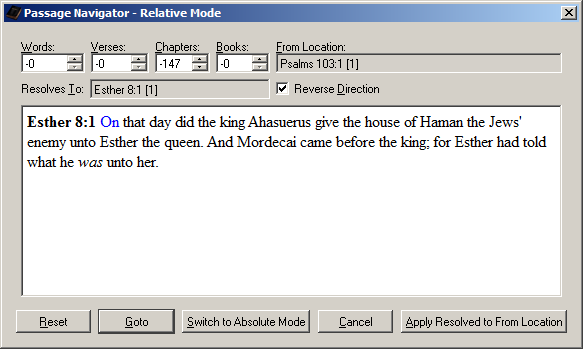 Passage Navigator - Relative Mode
Words: Verses: Chapters: Books: From Location:
-0 -0 -147 -0 Psalms 103:1 [1]
Resolves To: Esther 8:1 [1] Reverse Direction
Esther 8:1 On that day did the king Ahasuerus give the house of Haman the Jews'
enemy unto Esther the queen. And Mordecai came before the king; for Esther had told
what he was unto her.
Reset Goto Switch to Absolute Mode Cancel Apply Resolved to From Location